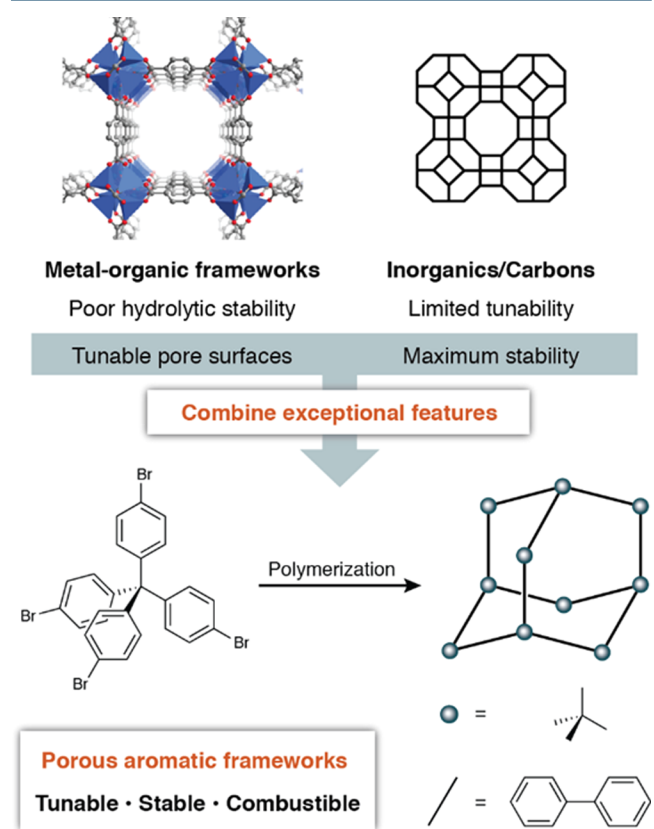 Metal-organic frameworks
Inorganics/Carbons
Poor hydrolytic stability
Limited tunability
Tunable pore surfaces
Maximum stability
Combine exceptional features
Br
Br
Br
Br
Polymerization
=
=
Porous aromatic frameworks
Tunable • Stable • Combustible